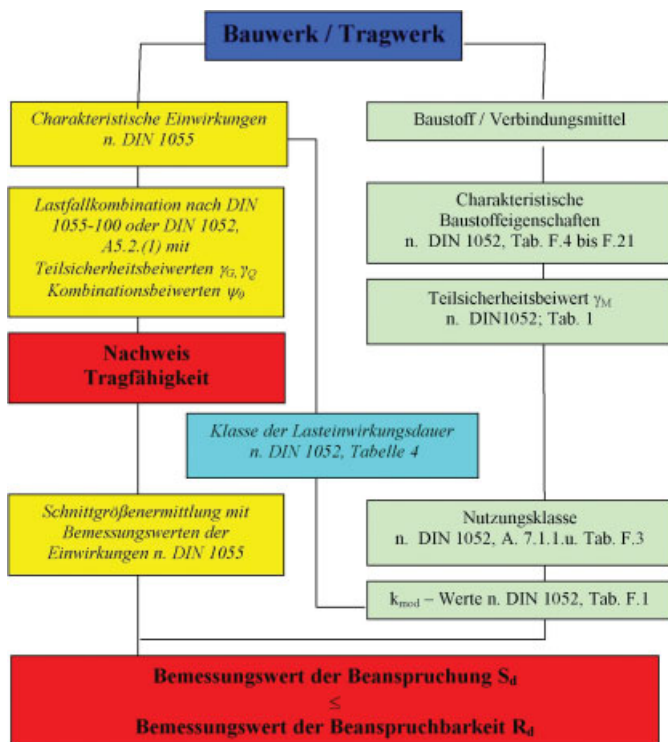 Bauwerk / Tragwerk
Charakteristische Einwirkungen
n. DIN 1055
Lastfallkombination nach DIN
1055-100 oder DIN 1052,
A5.2.(1) mit
Teilsicherheitsbeiwerten γG, γQ
Kombinationsbeiwerten ψ0
Nachweis
Tragfähigkeit
Schnittgrößenermittlung mit
Bemessungswerten der
Einwirkungen n. DIN 1055
Klasse der Lasteinwirkungsdauer
n. DIN 1052, Tabelle 4
Baustoff / Verbindungsmittel
Charakteristische
Baustoffeigenschaften
n. DIN 1052, Tab. F.4 bis F.21
Teilsicherheitsbeiwert γM
n. DIN1052; Tab. 1
Nutzungsklasse
n. DIN 1052, A. 7.1.1.u. Tab. F.3
kmod – Werte n. DIN 1052, Tab. F.1
Bemessungswert der Beanspruchung Sd
≤
Bemessungswert der Beanspruchbarkeit Rd